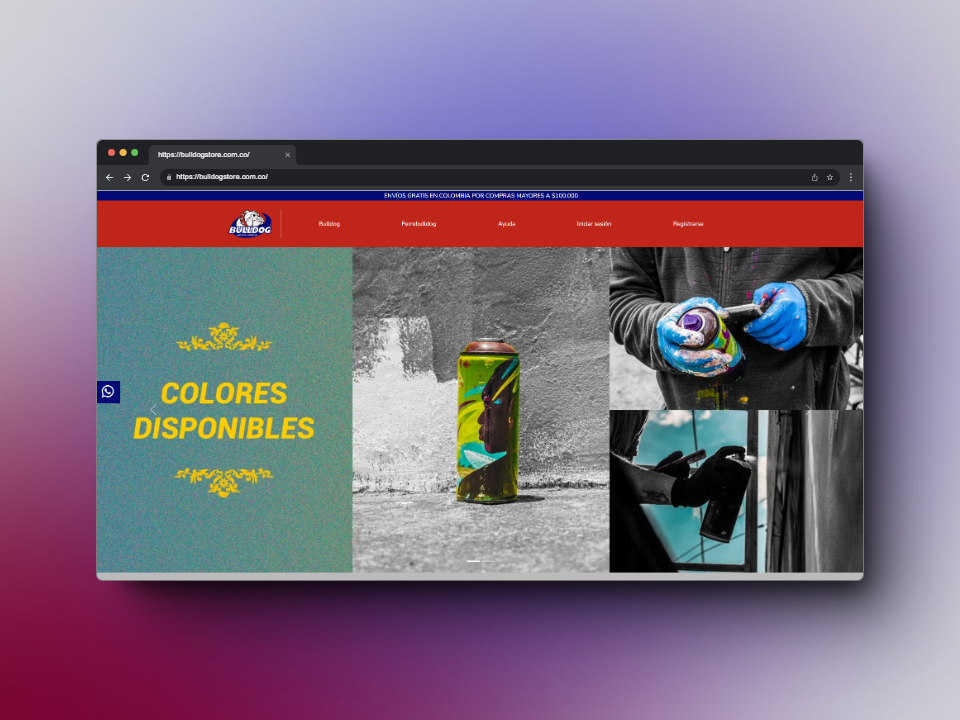 https://bulldogstore.com.co/
https://bulldogstore.com.co/
ENVÍOS GRATIS EN COLOMBIA POR COMPRAS MAYORES A $100.000
BULLDOG
Bulldog
Ferrebulldog
Ayuda
Iniciar sesión
Registrarse
COLORES
DISPONIBLES